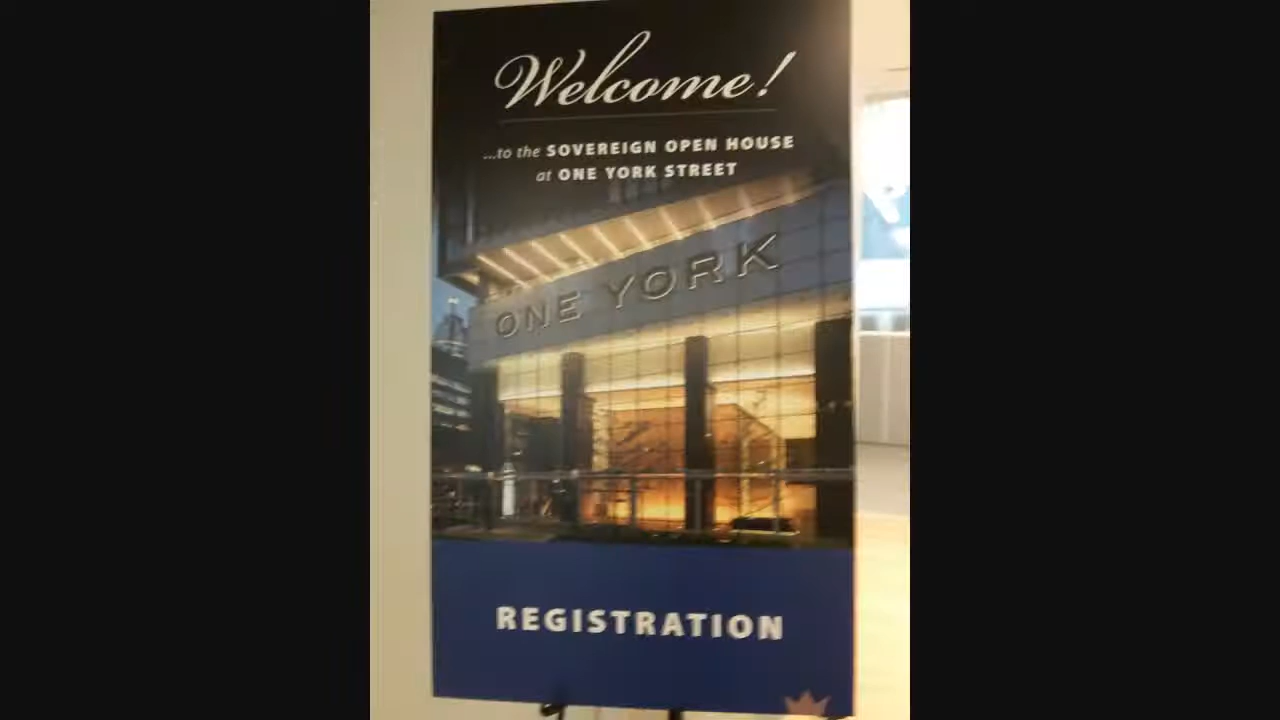 Welcome!
...to the SOVEREIGN OPEN HOUSE
at ONE YORK STREET
ONE YORK
REGISTRATION